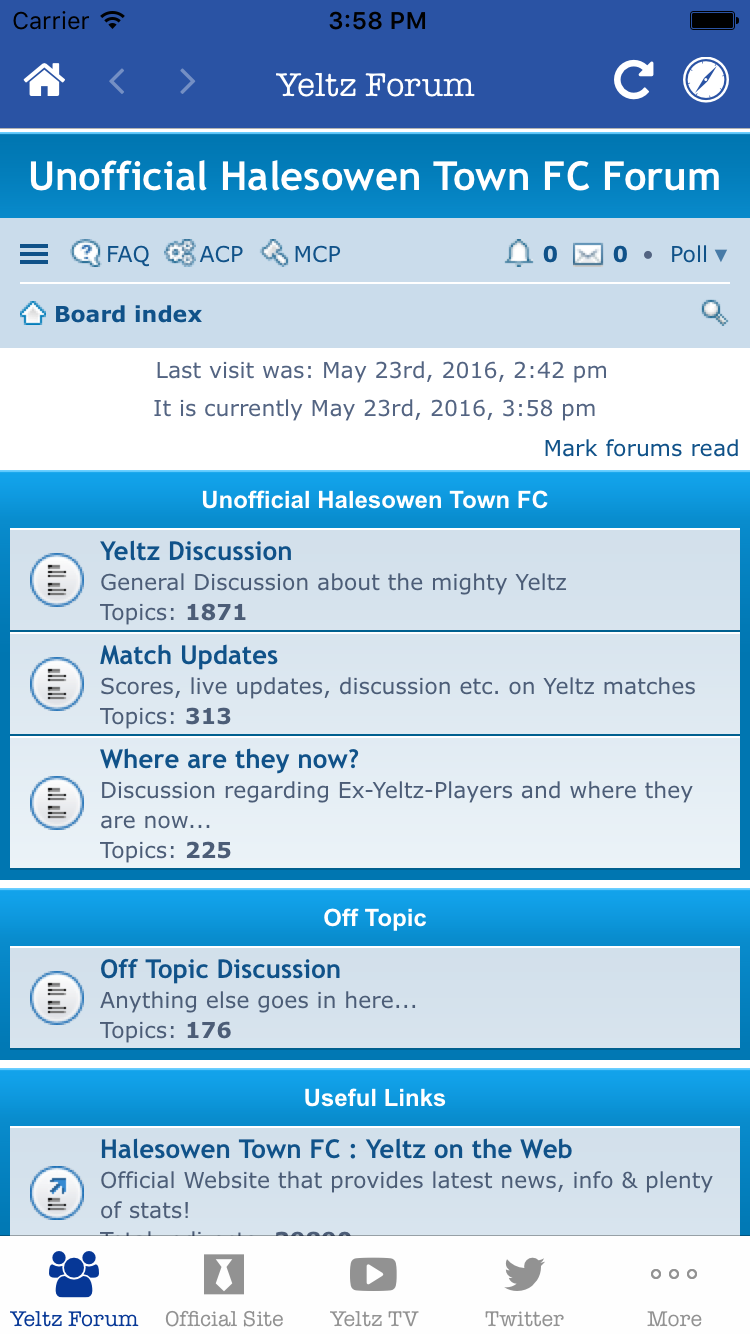 Carrier 3:58 PM
Yeltz Forum
Unofficial Halesowen Town FC Forum
FAQ ACP MCP 0 0 • Poll ▾
Board index
Last visit was: May 23rd, 2016, 2:42 pm
It is currently May 23rd, 2016, 3:58 pm
Mark forums read
Unofficial Halesowen Town FC
Yeltz Discussion
General Discussion about the mighty Yeltz
Topics: 1871
Match Updates
Scores, live updates, discussion etc. on Yeltz matches
Topics: 313
Where are they now?
Discussion regarding Ex-Yeltz-Players and where they
are now...
Topics: 225
Off Topic
Off Topic Discussion
Anything else goes in here...
Topics: 176
Useful Links
Halesowen Town FC : Yeltz on the Web
Official Website that provides latest news, info & plenty
of stats!
Yeltz Forum Official Site Yeltz TV Twitter More